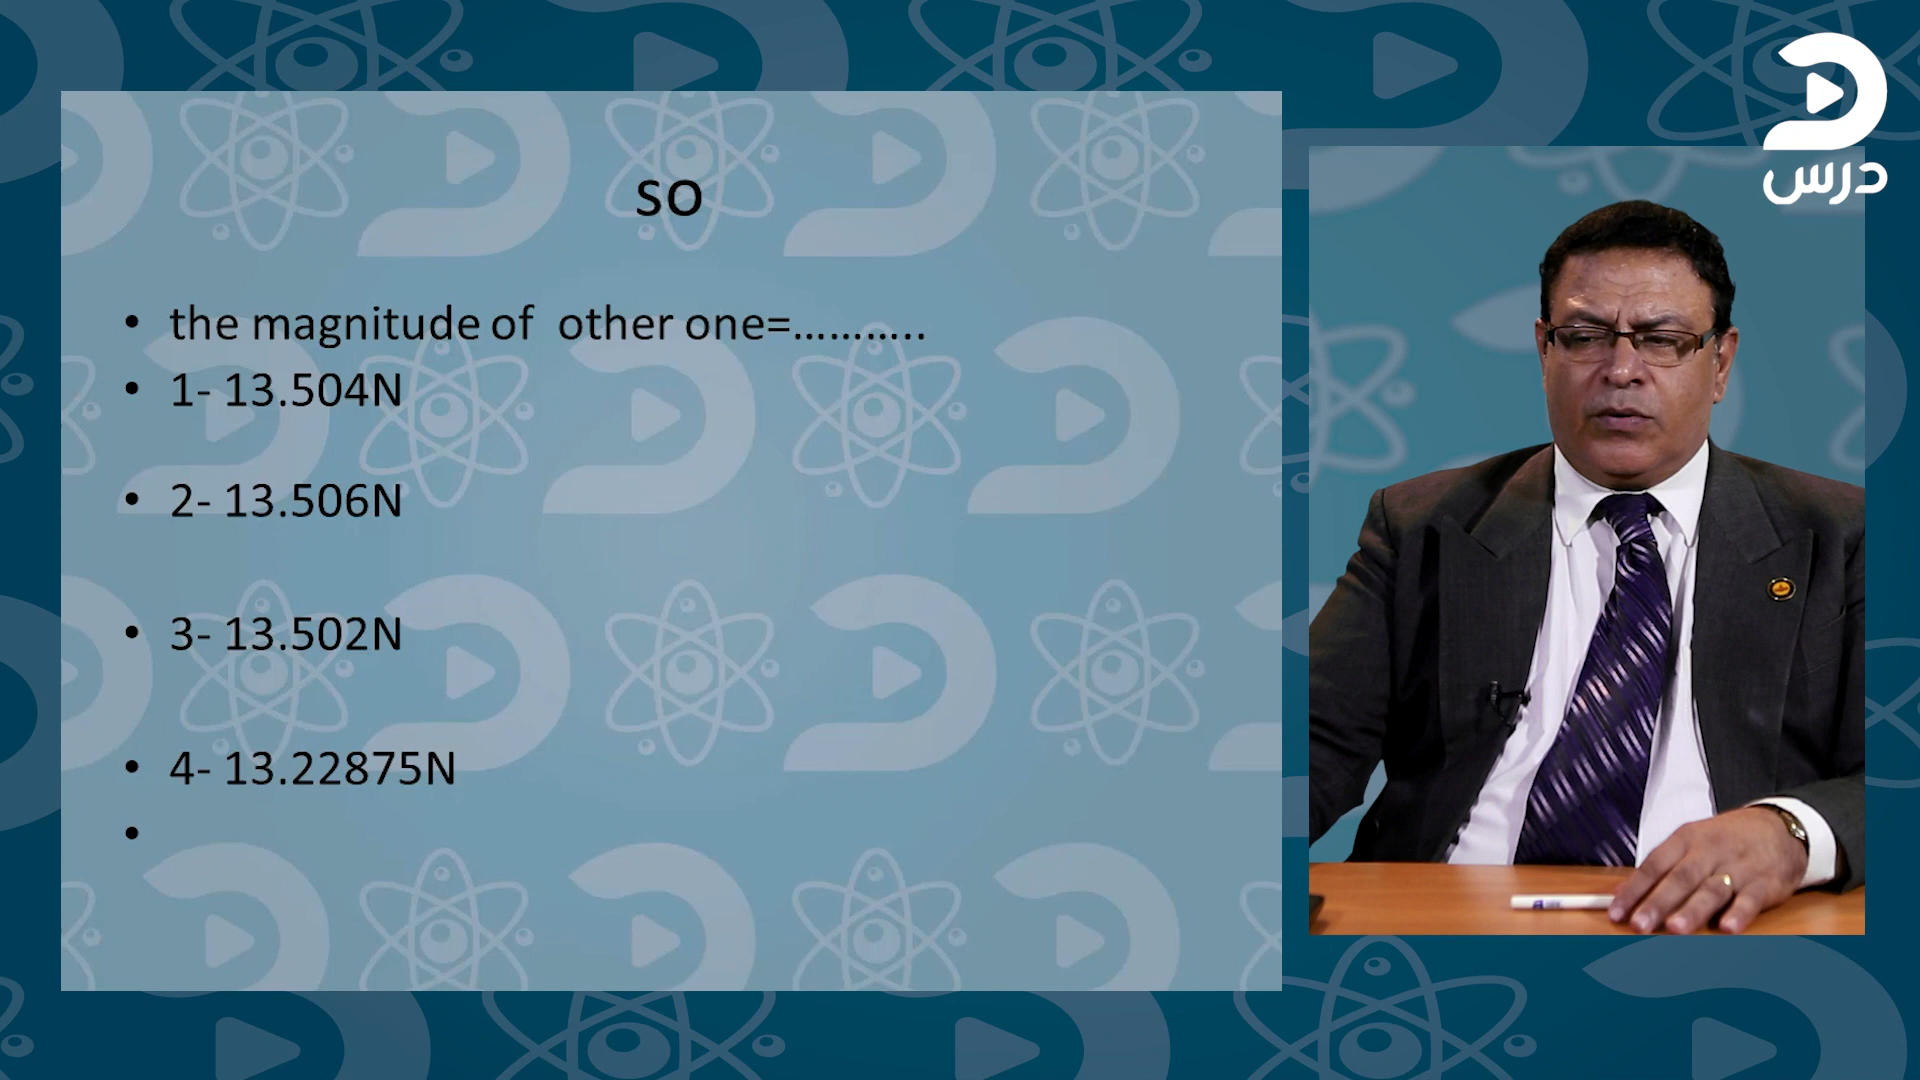 درس
so
• the magnitude of other one=...........
• 1- 13.504N
• 2- 13.506N
• 3- 13.502N
• 4- 13.22875N
•